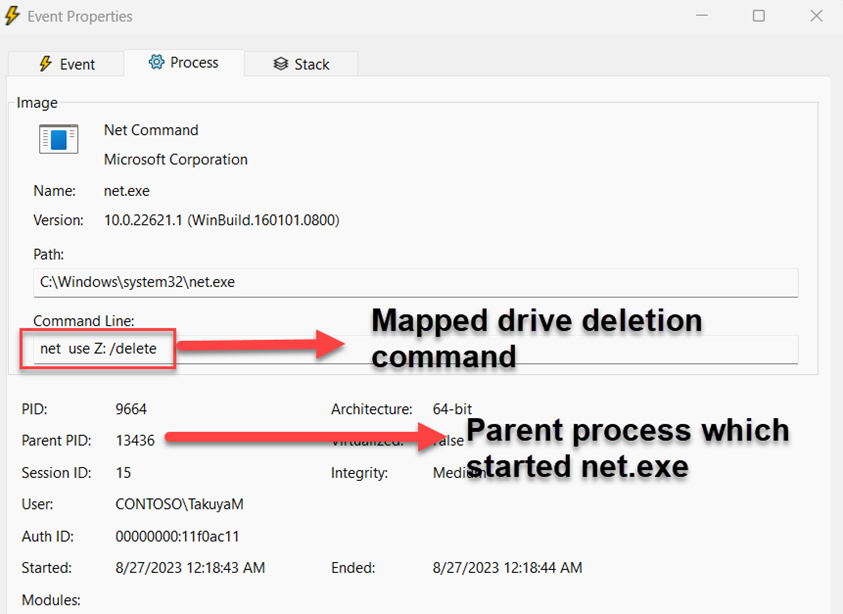 Event Properties
Event
Process
Stack
Image
Net Command
Microsoft Corporation
Name: net.exe
Version: 10.0.22621.1 (WinBuild.160101.0800)
Path:
C:\Windows\system32\net.exe
Command Line:
net  use Z: /delete
Mapped drive deletion
command
PID: 9664 Architecture: 64-bit
Parent PID: 13436 Virtualized: False
Parent process which
started net.exe
Session ID: 15 Integrity: Medium
User: CONTOSO\TakuyaM
Auth ID: 00000000:11f0ac11
Started: 8/27/2023 12:18:43 AM Ended: 8/27/2023 12:18:44 AM
Modules: